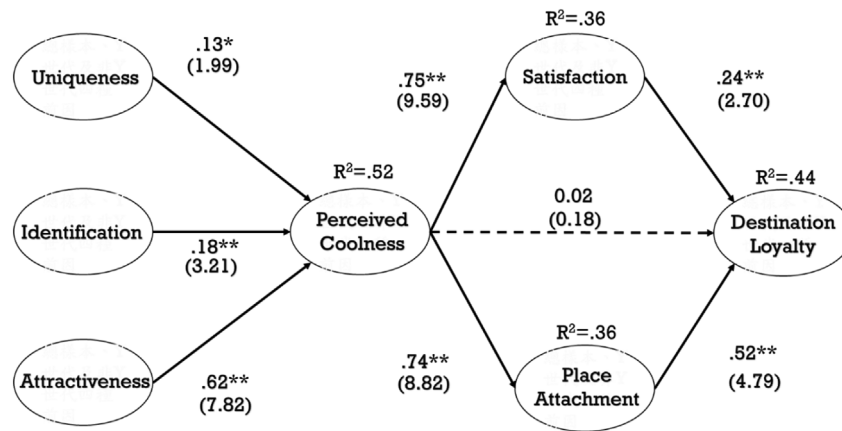 R²=.36
.13*
(1.99)
Uniqueness
.75**
(9.59)
Satisfaction
.24**
(2.70)
R²=.52
0.02
(0.18)
R²=.44
Identification
.18**
(3.21)
Perceived
Coolness
Destination
Loyalty
R²=.36
Attractiveness
.62**
(7.82)
.74**
(8.82)
Place
Attachment
.52**
(4.79)